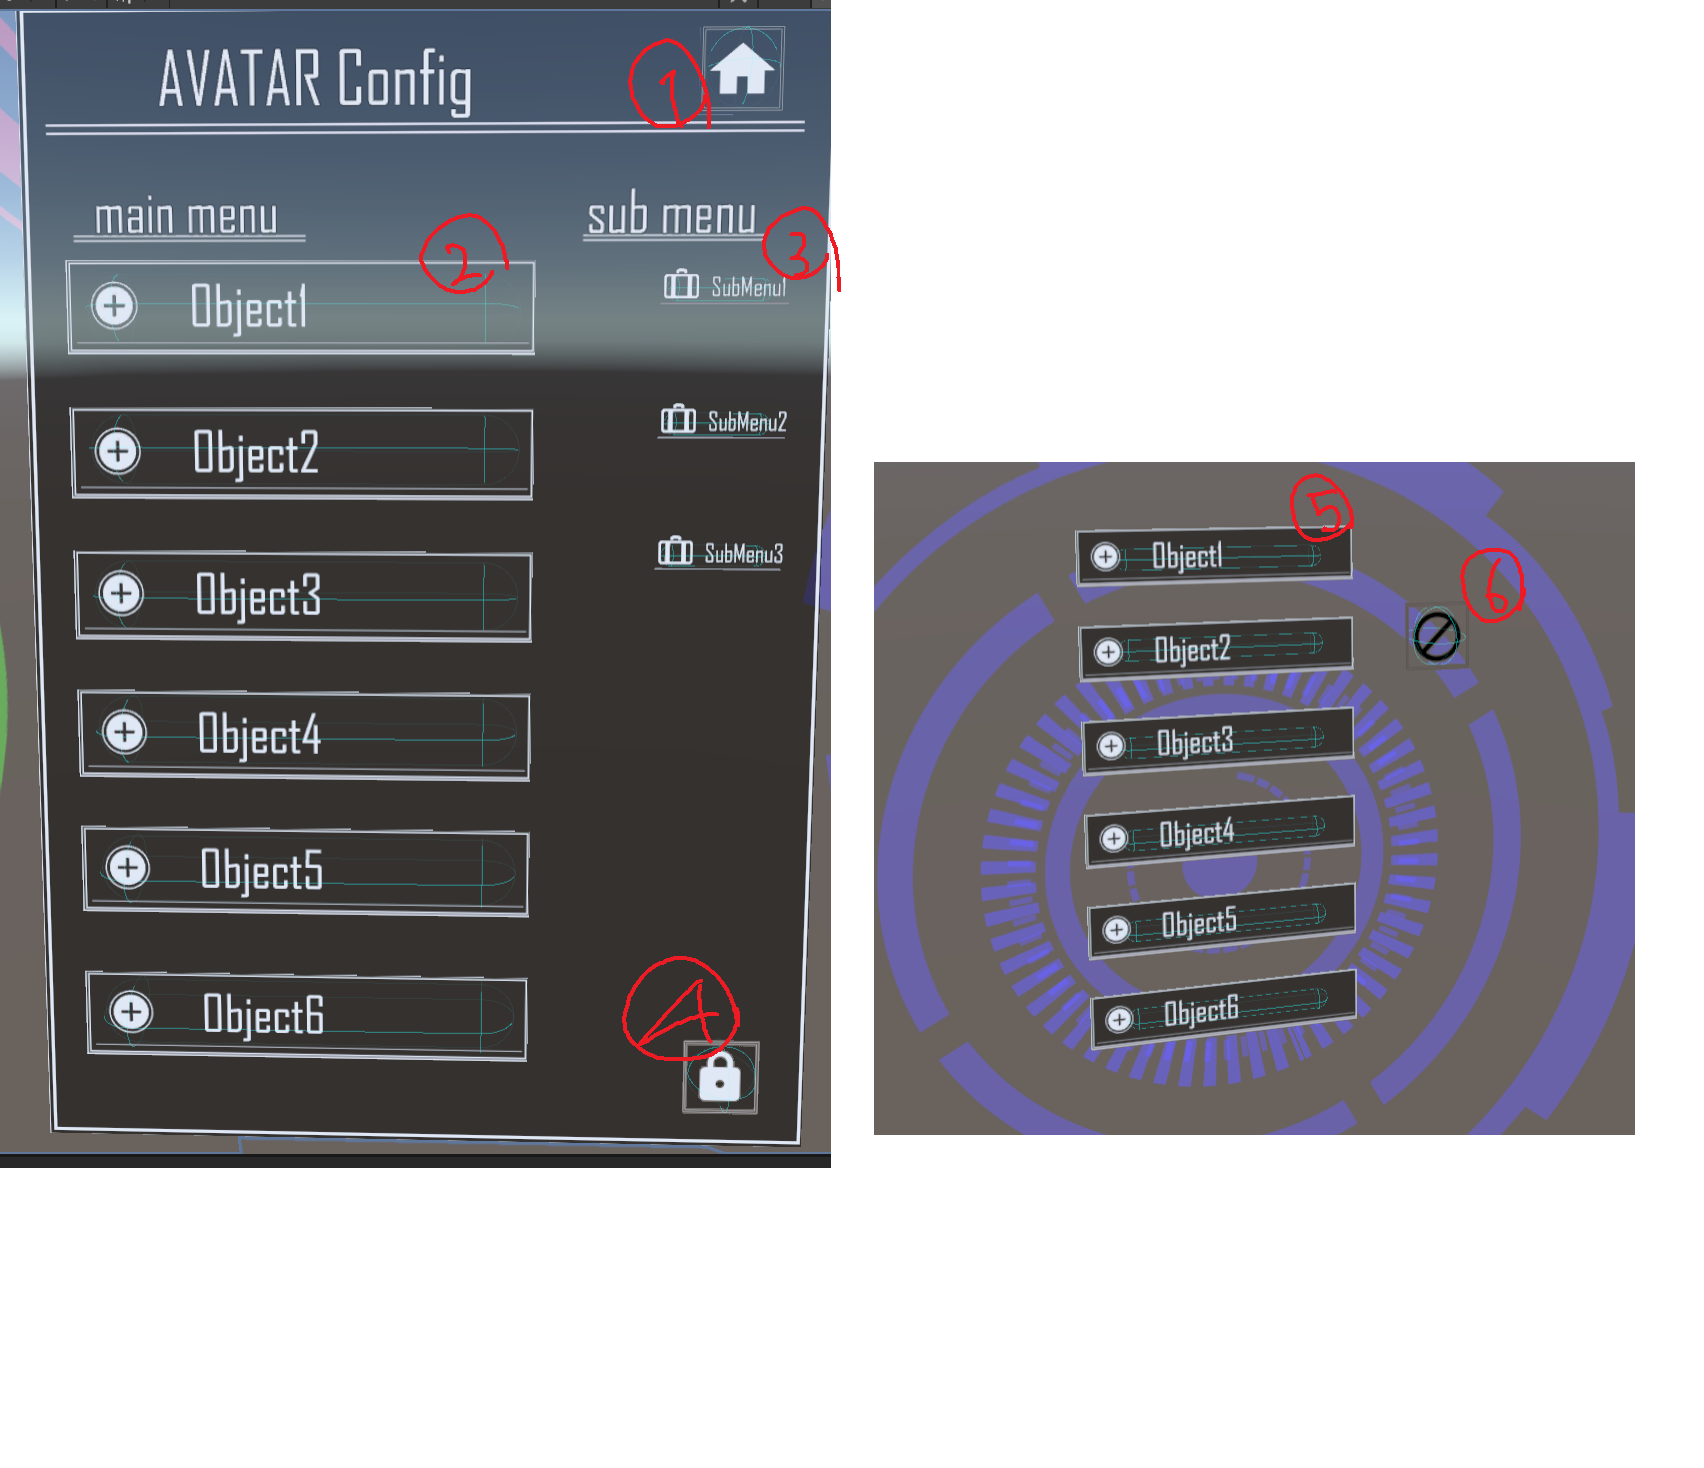 AVATAR Config
1
main menu
sub menu
2
3
Object1
SubMenu1
Object2
SubMenu2
Object3
SubMenu3
Object4
Object5
Object6
4
5
Object1
6
Object2
Object3
Object4
Object5
Object6